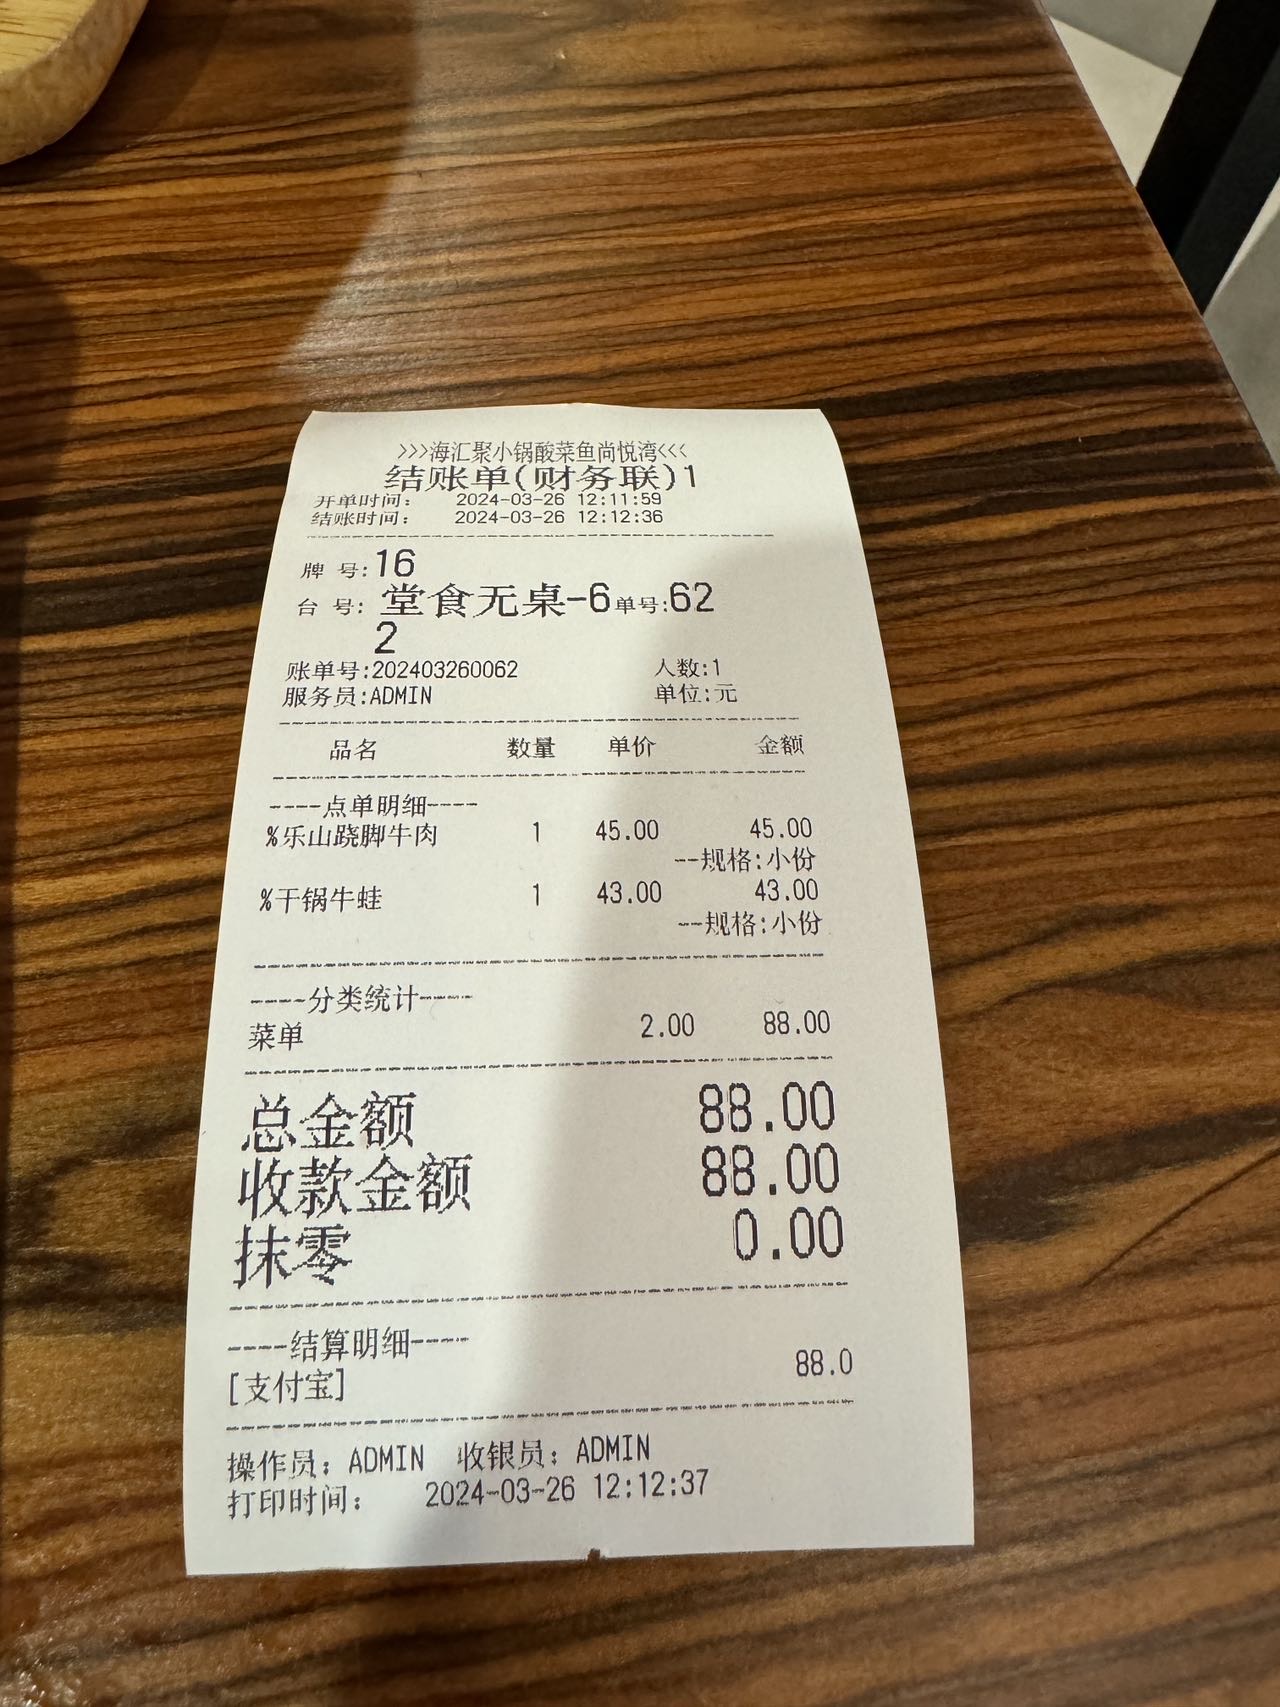 >>>海汇聚小锅酸菜鱼尚悦湾<<<
结账单(财务联)1
开单时间： 2024-03-26 12:11:59
结账时间： 2024-03-26 12:12:36
牌 号:16
台 号: 堂食无桌-6单号:62
2
账单号:202403260062 人数:1
服务员:ADMIN 单位:元
品名 数量 单价 金额
----点单明细----
%乐山跷脚牛肉 1 45.00 45.00
--规格:小份
%干锅牛蛙 1 43.00 43.00
--规格:小份
----分类统计----
菜单 2.00 88.00
总金额 88.00
收款金额 88.00
抹零 0.00
----结算明细----
[支付宝] 88.0
操作员：ADMIN 收银员：ADMIN
打印时间： 2024-03-26 12:12:37